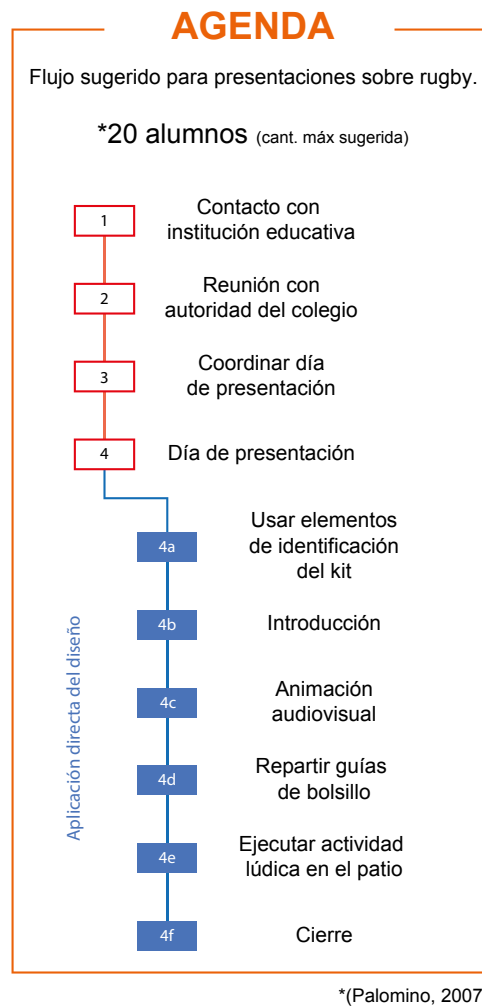 AGENDA
Flujo sugerido para presentaciones sobre rugby.
*20 alumnos (cant. máx sugerida)
1
Contacto con
institución educativa
2
Reunión con
autoridad del colegio
3
Coordinar día
de presentación
4
Día de presentación
Aplicación directa del diseño
4a
Usar elementos
de identificación
del kit
4b
Introducción
4c
Animación
audiovisual
4d
Repartir guías
de bolsillo
4e
Ejecutar actividad
lúdica en el patio
4f
Cierre
*(Palomino, 2007